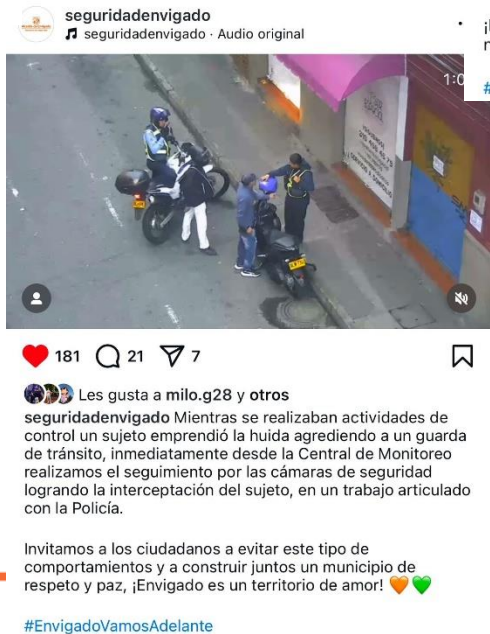 seguridadenvigado
seguridadenvigado · Audio original
181 21 7
Les gusta a milo.g28 y otros
seguridadenvigado Mientras se realizaban actividades de
control un sujeto emprendió la huida agrediendo a un guarda
de tránsito, inmediatamente desde la Central de Monitoreo
realizamos el seguimiento por las cámaras de seguridad
logrando la interceptación del sujeto, en un trabajo articulado
con la Policía.
Invitamos a los ciudadanos a evitar este tipo de
comportamientos y a construir juntos un municipio de
respeto y paz, ¡Envigado es un territorio de amor! 🧡💚
#EnvigadoVamosAdelante